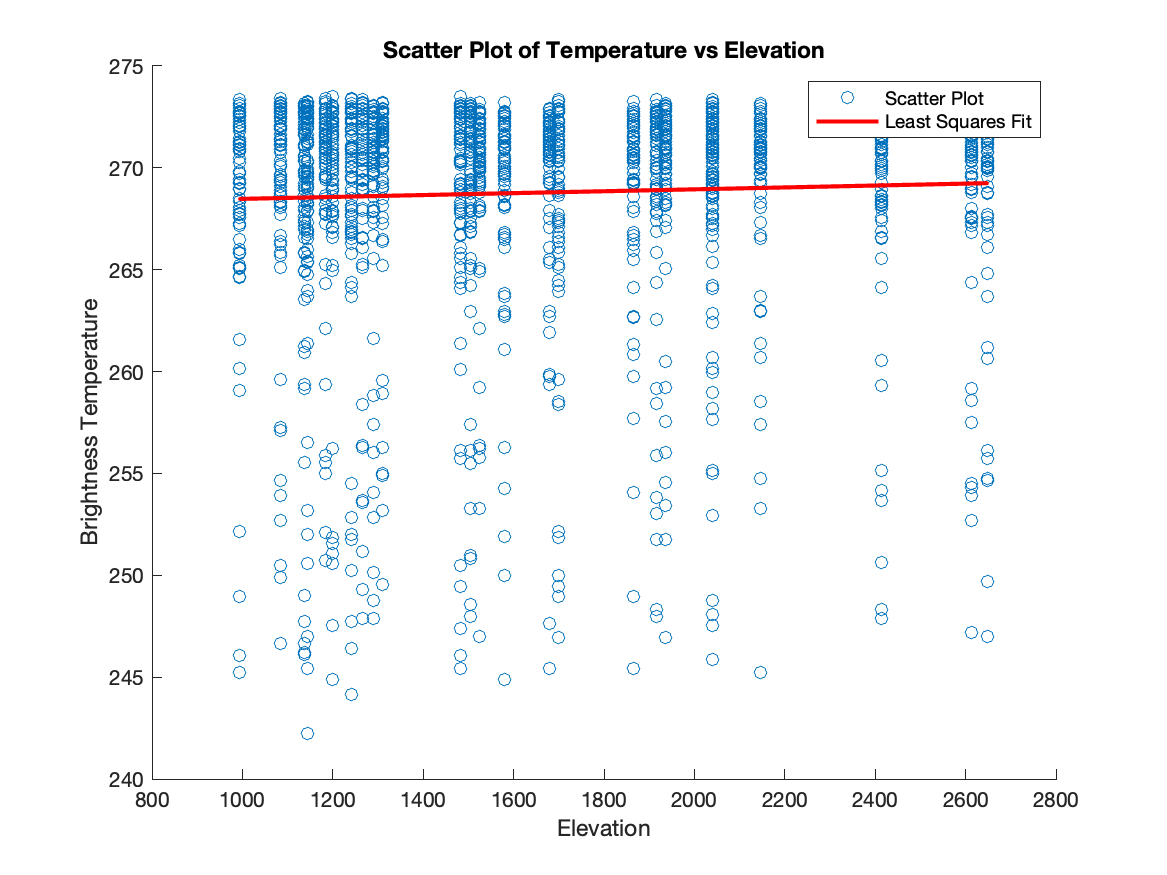 Scatter Plot of Temperature vs Elevation
275
Scatter Plot
Least Squares Fit
270
265
260
255
250
245
240
Brightness Temperature
800 1000 1200 1400 1600 1800 2000 2200 2400 2600 2800
Elevation